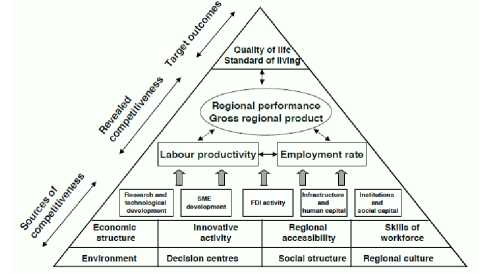 Target outcomes
Revealed
competitiveness
Sources of
competitiveness
Quality of life
Standard of living
Regional performance
Gross regional product
Labour productivity
Employment rate
Research and
technological
development
SME
development
FDI activity
Infrastructure
and
human capital
Institutions
and
social capital
Economic
structure
Innovative
activity
Regional
accessibility
Skills of
workforce
Environment
Decision centres
Social structure
Regional culture